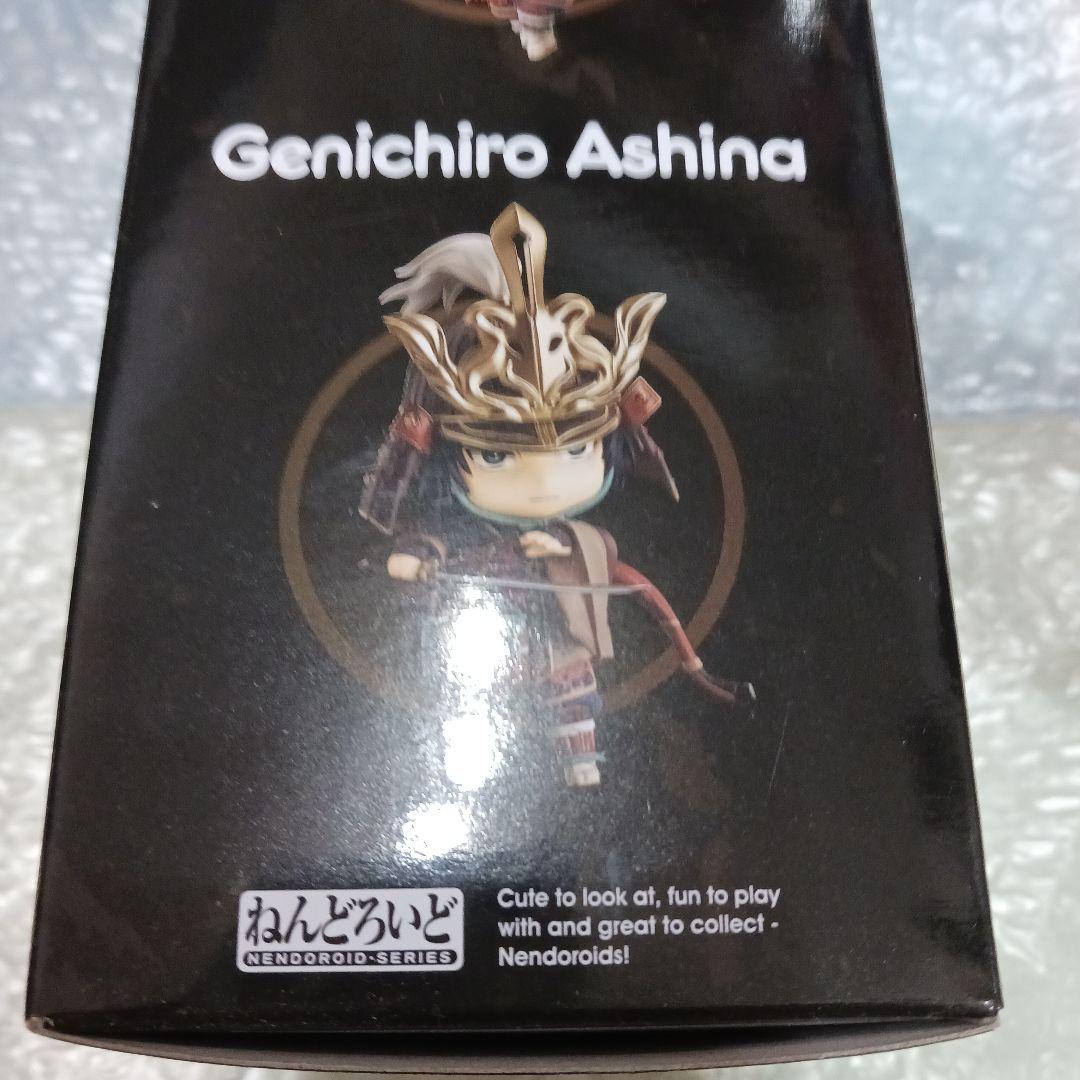 Genichiro Ashina
ねんどろいど
NENDOROID·SERIES
Cute to look at, fun to play
with and great to collect -
Nendoroids!